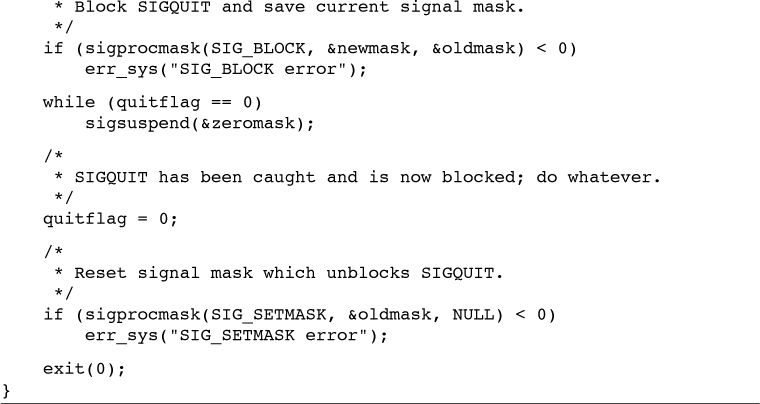 * Block SIGQUIT and save current signal mask.
     */
    if (sigprocmask(SIG_BLOCK, &newmask, &oldmask) < 0)
        err_sys("SIG_BLOCK error");
    while (quitflag == 0)
        sigsuspend(&zeromask);
    /*
     * SIGQUIT has been caught and is now blocked; do whatever.
     */
    quitflag = 0;
    /*
     * Reset signal mask which unblocks SIGQUIT.
     */
    if (sigprocmask(SIG_SETMASK, &oldmask, NULL) < 0)
        err_sys("SIG_SETMASK error");
    exit(0);
}